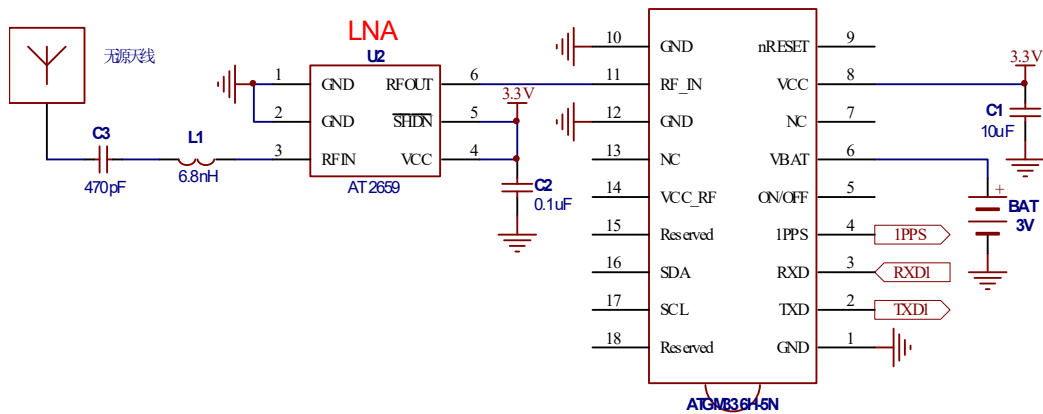 无源天线
C3
470pF
L1
6.8nH
LNA
U2
1 GND RFOUT 6
2 GND SHDN 5
3 RFIN VCC 4
AT2659
3.3V
C2
0.1uF
10 GND nRESET 9
11 RF_IN VCC 8
12 GND NC 7
13 NC VBAT 6
14 VCC_RF ON/OFF 5
15 Reserved 1PPS 4
16 SDA RXD 3
17 SCL TXD 2
18 Reserved GND 1
ATGM336H-5N
3.3V
C1
10uF
+
BAT
3V
1PPS
RXD1
TXD1